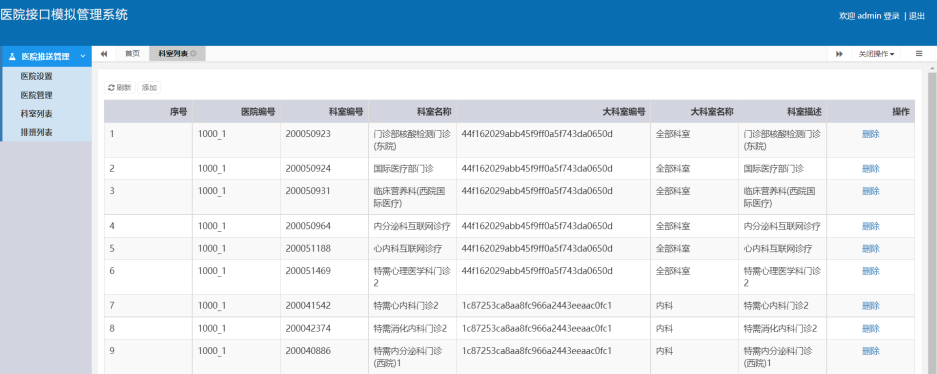 医院接口模拟管理系统
欢迎 admin 登录 | 退出
医院推送管理
首页 科室列表
关闭操作
医院设置
医院管理
科室列表
排班列表
刷新 添加
序号 医院编号 科室编号 科室名称 大科室编号 大科室名称 科室描述 操作
1 1000_1 200050923 门诊部核酸检测门诊 44f162029abb45f9ff0a5f743da0650d 全部科室 门诊部核酸检测门诊 删除
(东院) (东院)
2 1000_1 200050924 国际医疗部门诊 44f162029abb45f9ff0a5f743da0650d 全部科室 国际医疗部门诊 删除
3 1000_1 200050931 临床营养科(西院国 44f162029abb45f9ff0a5f743da0650d 全部科室 临床营养科(西院国 删除
际医疗) 际医疗)
4 1000_1 200050964 内分泌科互联网诊疗 44f162029abb45f9ff0a5f743da0650d 全部科室 内分泌科互联网诊疗 删除
5 1000_1 200051188 心内科互联网诊疗 44f162029abb45f9ff0a5f743da0650d 全部科室 心内科互联网诊疗 删除
6 1000_1 200051469 特需心理医学科门诊 44f162029abb45f9ff0a5f743da0650d 全部科室 特需心理医学科门诊 删除
2 2
7 1000_1 200041542 特需心内科门诊2 1c87253ca8aa8fc966a2443eeaac0fc1 内科 特需心内科门诊2 删除
8 1000_1 200042374 特需消化内科门诊2 1c87253ca8aa8fc966a2443eeaac0fc1 内科 特需消化内科门诊2 删除
9 1000_1 200040886 特需内分泌科门诊 1c87253ca8aa8fc966a2443eeaac0fc1 内科 特需内分泌科门诊 删除
(西院)1 (西院)1